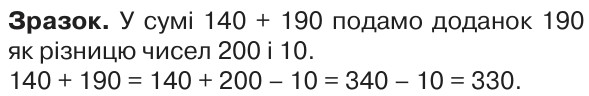 Зразок. У сумі 140 + 190 подамо доданок 190
як різницю чисел 200 і 10.
140 + 190 = 140 + 200 – 10 = 340 – 10 = 330.